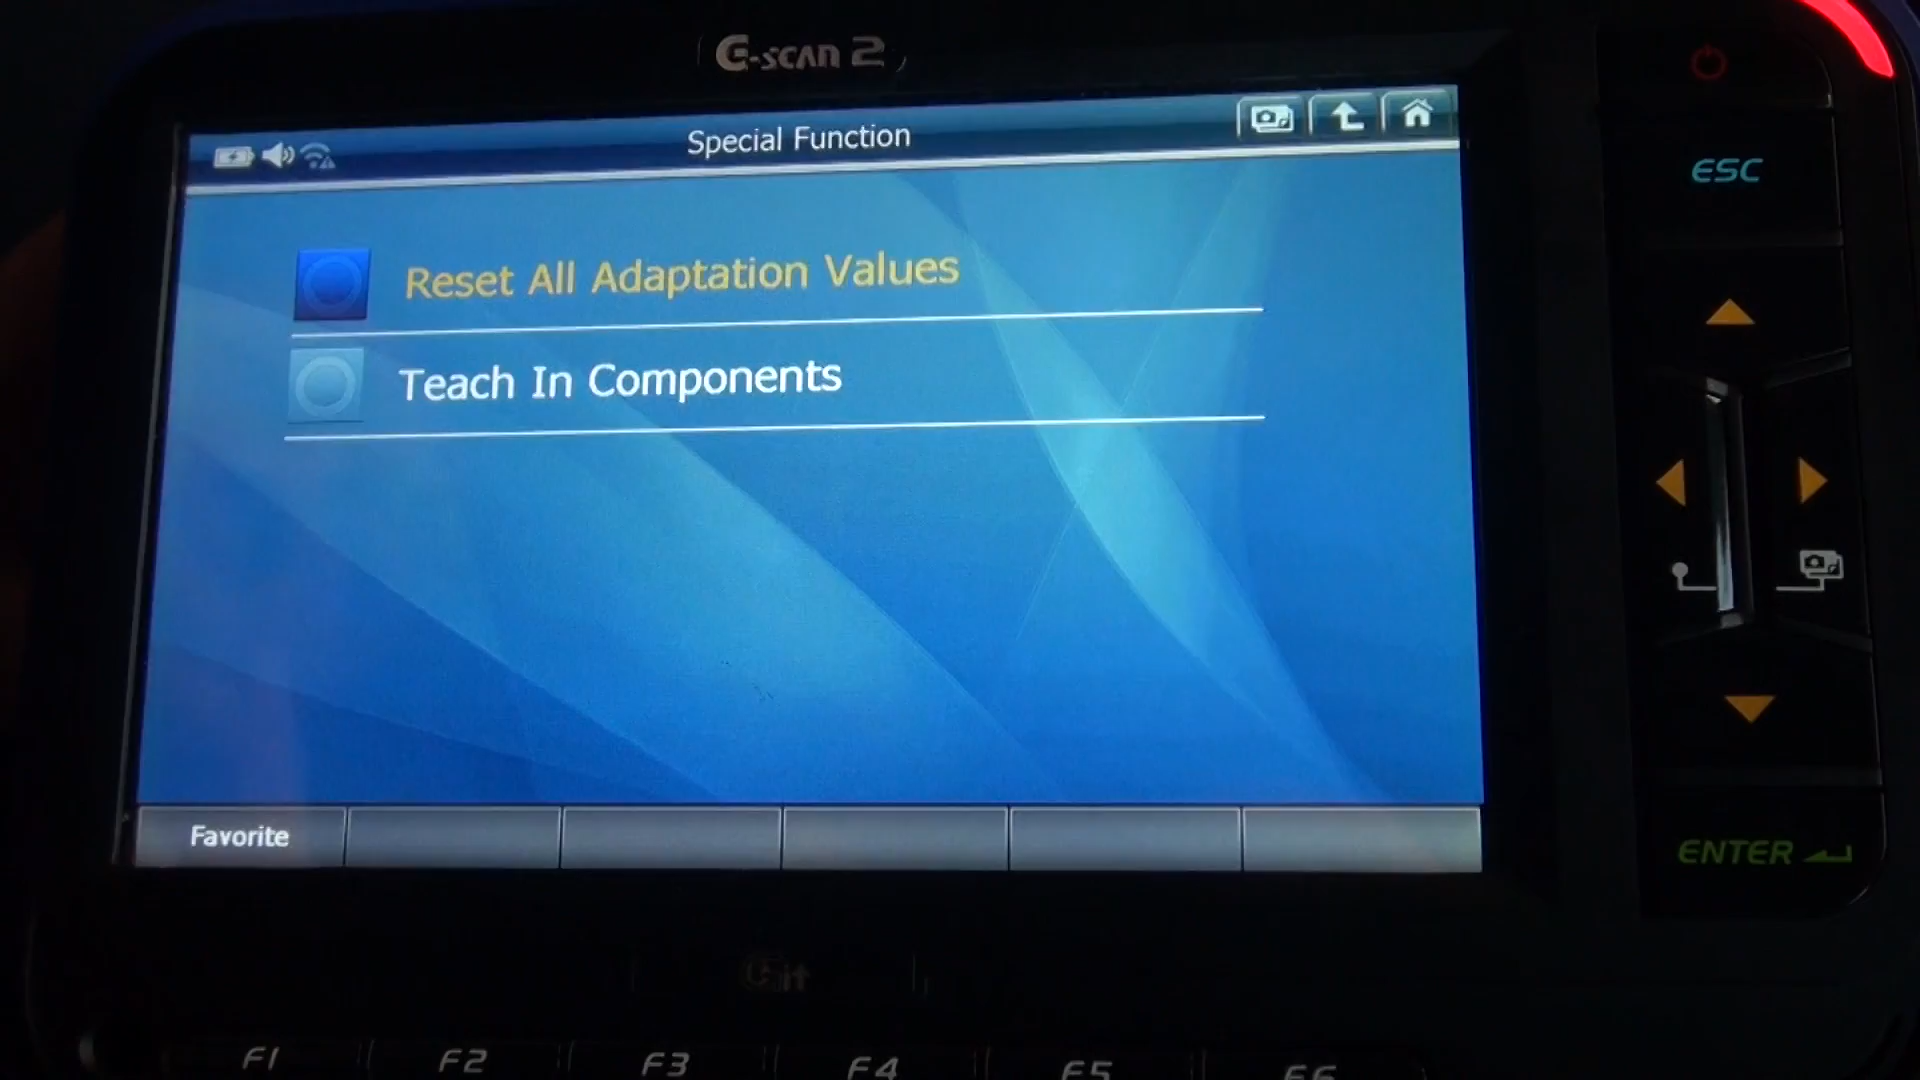 G-SCAN 2
Special Function
ESC
Reset All Adaptation Values
Teach In Components
Favorite
ENTER
Git
F1 F2 F3 F4 F5 F6